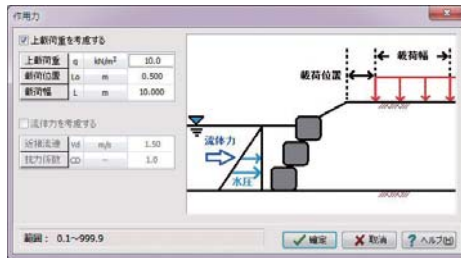 作用力
上載荷重を考慮する
上載荷重 q kN/m² 10.0
載荷位置 Lo m 0.500
載荷幅 L m 10.000
流体力を考慮する
近接流速 Vd m/s 1.50
抗力係数 CD - 1.0
載荷幅
載荷位置
流体力
水圧
範囲： 0.1～999.9
確定
取消
ヘルプ(H)